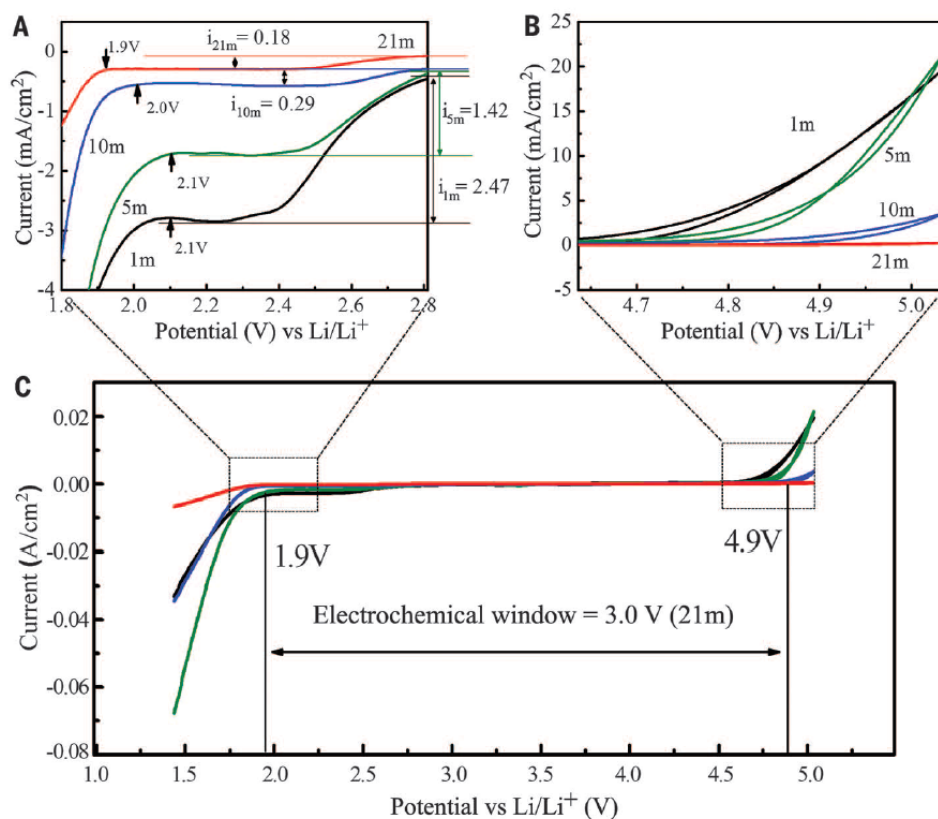 A
1.9V
i21m= 0.18
21m
0
2.0V
i10m= 0.29
i5m=1.42
-1
10m
-2
5m
2.1V
i1m= 2.47
-3
1m
2.1V
-4
1.8 2.0 2.2 2.4 2.6 2.8
Current (mA/cm²)
Potential (V) vs Li/Li⁺
B
25
20
15
10
5
0
-5
1m
5m
10m
21m
4.7 4.8 4.9 5.0
Current (mA/cm²)
Potential (V) vs Li/Li⁺
C
0.02
0.00
-0.02
-0.04
-0.06
-0.08
Current (A/cm²)
1.9V
4.9V
Electrochemical window = 3.0 V (21m)
1.0 1.5 2.0 2.5 3.0 3.5 4.0 4.5 5.0
Potential vs Li/Li⁺ (V)